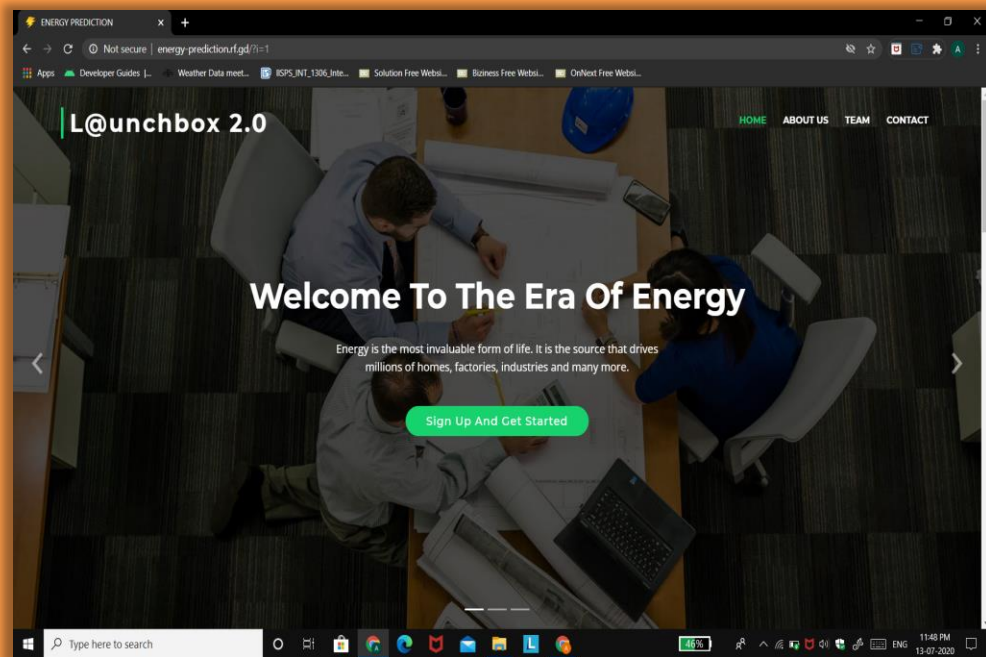 ENERGY PREDICTION
Not secure | energy-prediction.rf.gd/?i=1
Apps Developer Guides |... Weather Data meet... IISPS_INT_1306_Inte... Solution Free Websi... Biziness Free Websi... OnNext Free Websi...
L@unchbox 2.0
HOME ABOUT US TEAM CONTACT
Welcome To The Era Of Energy
Energy is the most invaluable form of life. It is the source that drives
millions of homes, factories, industries and many more.
Sign Up And Get Started
Type here to search
46%
ENG
11:48 PM
13-07-2020